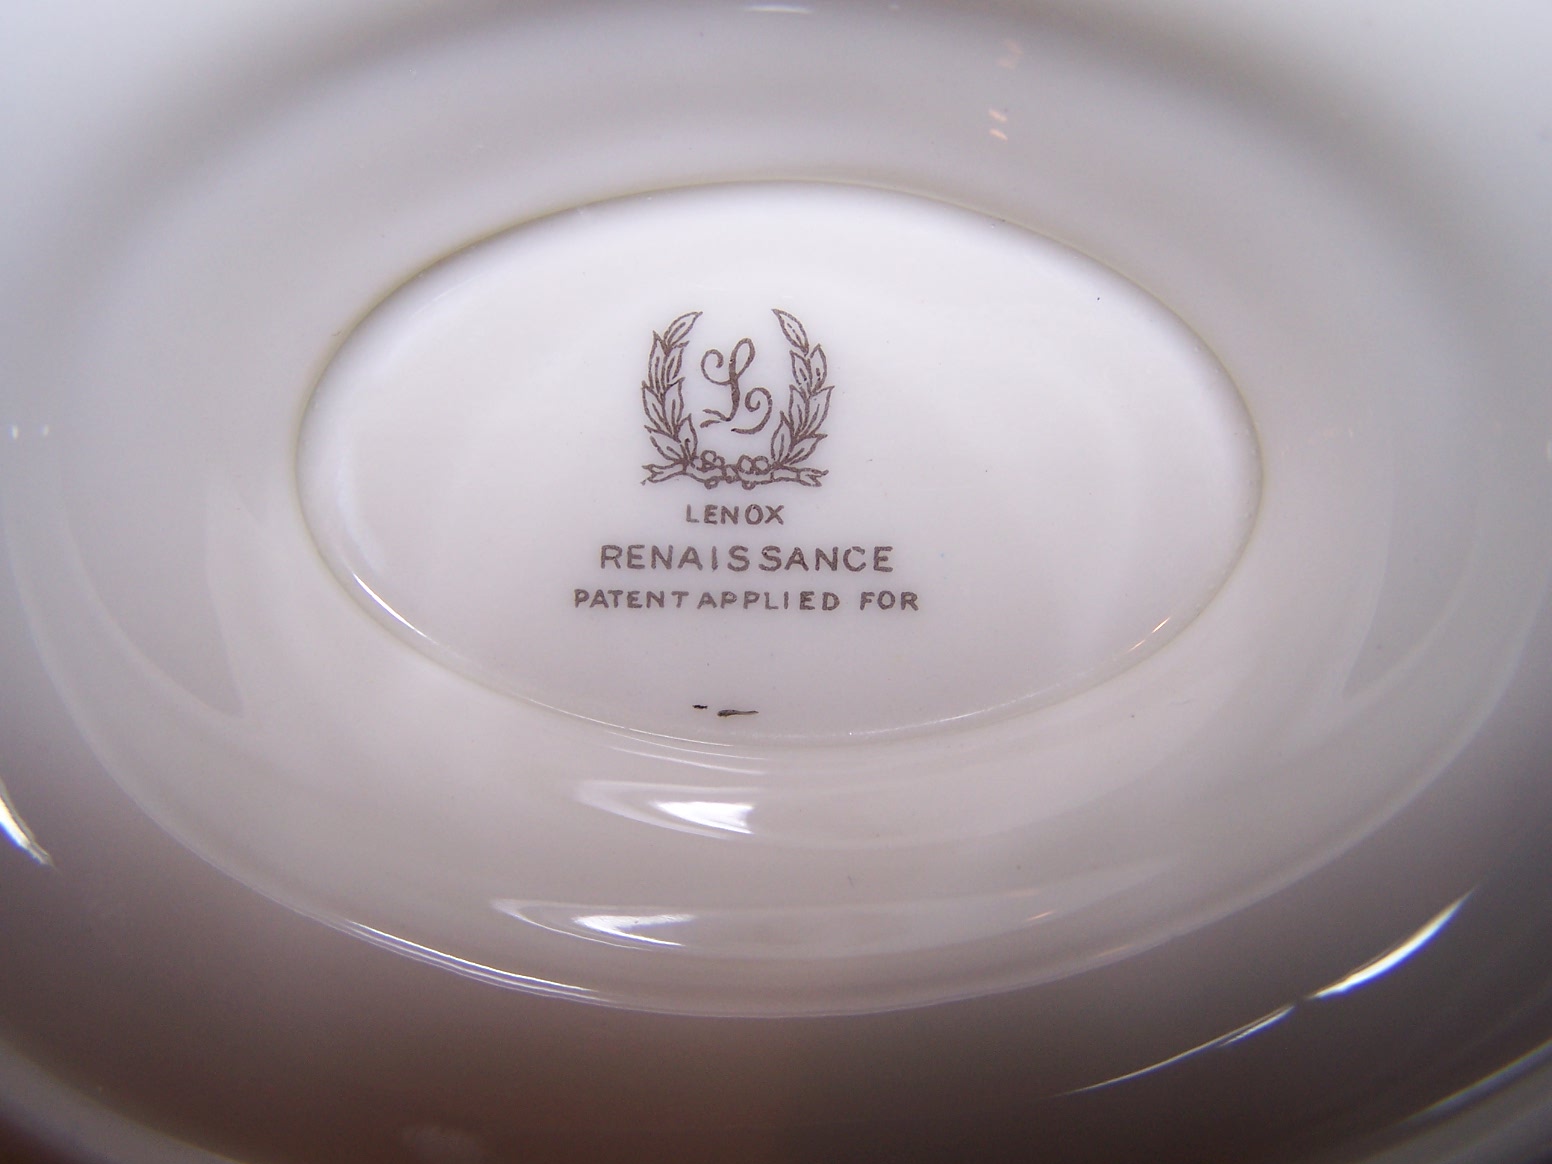 L
LENOX
RENAISSANCE
PATENT APPLIED FOR